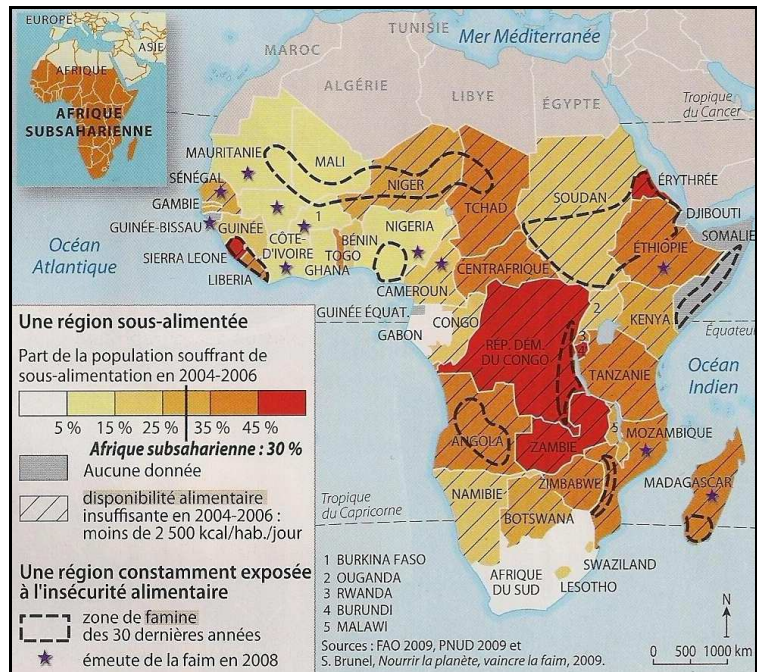 EUROPE
ASIE
AFRIQUE
AFRIQUE
SUBSAHARIENNE
TUNISIE
Mer Méditerranée
MAROC
ALGÉRIE
LIBYE
ÉGYPTE
Tropique
du Cancer
MAURITANIE
MALI
NIGER
TCHAD
SOUDAN
ÉRYTHRÉE
SÉNÉGAL
GAMBIE
GUINÉE-BISSAU
GUINÉE
1
BÉNIN
NIGERIA
DJIBOUTI
SOMALIE
Océan
Atlantique
CÔTE-
D'IVOIRE
TOGO
GHANA
SIERRA LEONE
LIBERIA
CENTRAFRIQUE
ÉTHIOPIE
CAMEROUN
GUINÉE ÉQUAT.
GABON
CONGO
2
KENYA
Équateur
RÉP. DÉM.
DU CONGO
3
4
TANZANIE
Océan
Indien
ANGOLA
ZAMBIE
5
MOZAMBIQUE
ZIMBABWE
MADAGASCAR
NAMIBIE
BOTSWANA
Tropique
du Capricorne
AFRIQUE
DU SUD
SWAZILAND
LESOTHO
Une région sous-alimentée
Part de la population souffrant de
sous-alimentation en 2004-2006
5 % 15 % 25 % 35 % 45 %
Afrique subsaharienne : 30 %
Aucune donnée
disponibilité alimentaire
insuffisante en 2004-2006 :
moins de 2 500 kcal/hab./jour
Une région constamment exposée
à l'insécurité alimentaire
zone de famine
des 30 dernières années
émeute de la faim en 2008
1 BURKINA FASO
2 OUGANDA
3 RWANDA
4 BURUNDI
5 MALAWI
Sources : FAO 2009, PNUD 2009 et
S. Brunel, Nourrir la planète, vaincre la faim, 2009.
N
0 500 1000 km